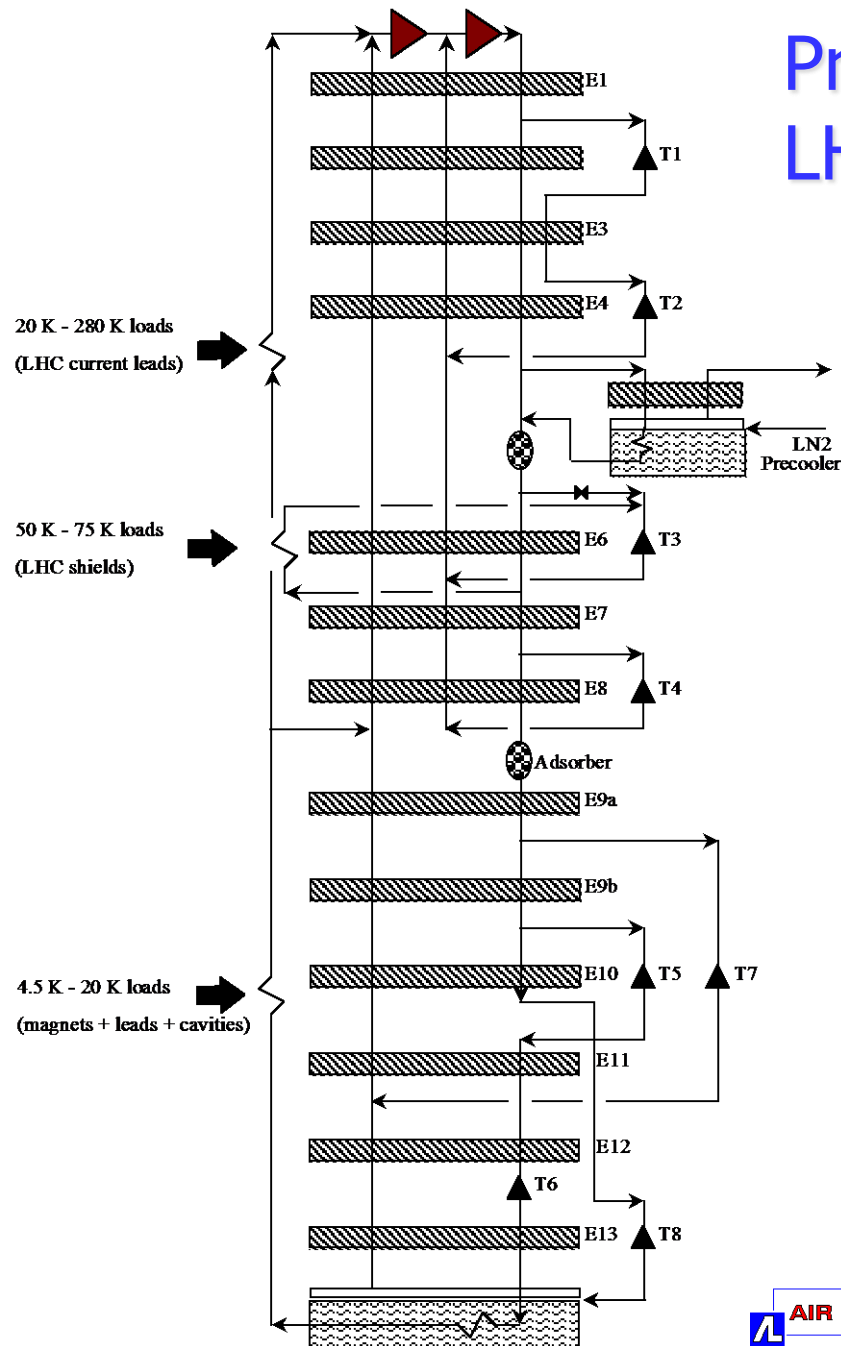 Pr
LH
E1
T1
E3
E4
T2
20 K - 280 K loads
(LHC current leads)
LN2
Precooler
50 K - 75 K loads
(LHC shields)
E6
T3
E7
E8
T4
Adsorber
E9a
E9b
4.5 K - 20 K loads
(magnets + leads + cavities)
E10
T5
T7
E11
E12
T6
E13
T8
AL
AIR